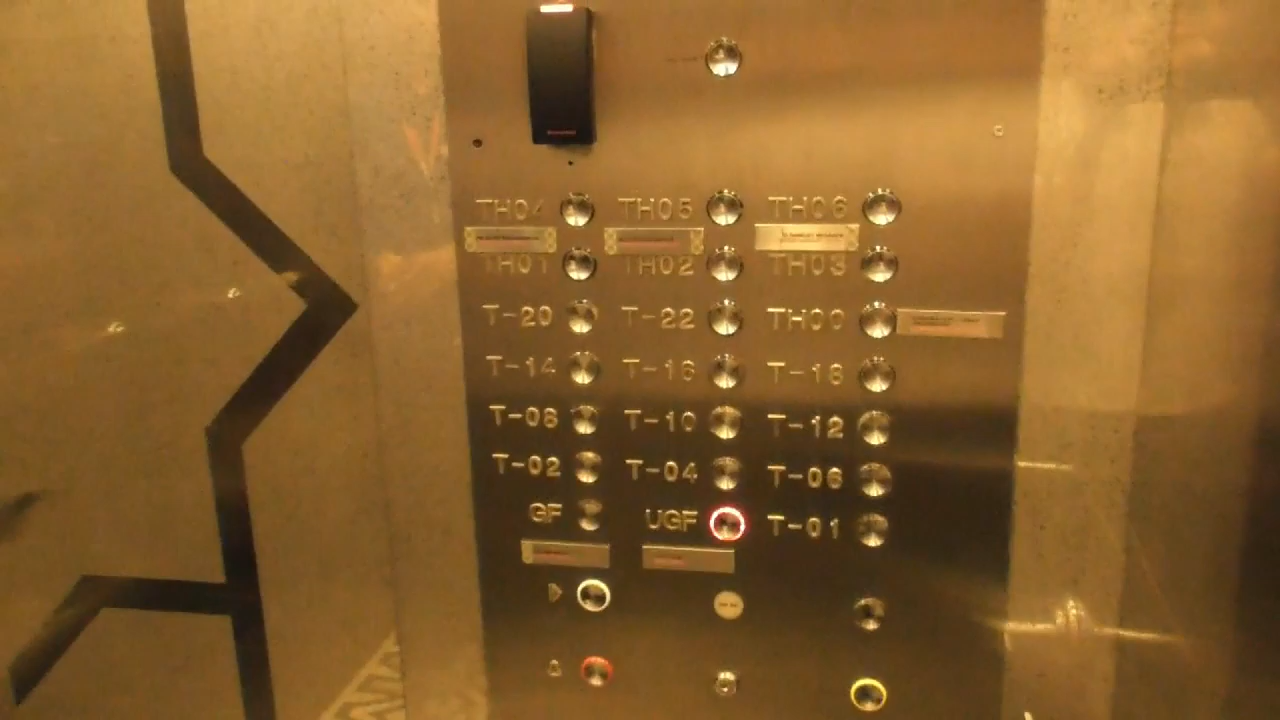 TH04 TH05 TH06
TH01 TH02 TH03
T-20 T-22 TH00
T-14 T-16 T-18
T-08 T-10 T-12
T-02 T-04 T-06
GF UGF T-01